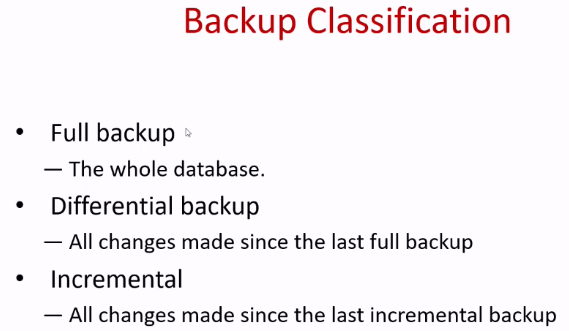 Backup Classification
• Full backup
— The whole database.
• Differential backup
— All changes made since the last full backup
• Incremental
— All changes made since the last incremental backup